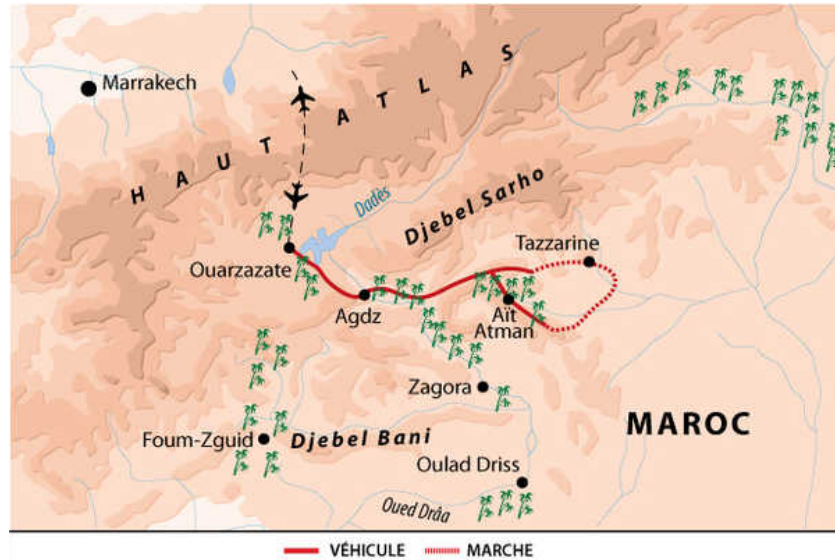 Marrakech
HAUT ATLAS
Dadès
Djebel Sarho
Tazzarine
Ouarzazate
Agdz
Aït
Atman
Zagora
MAROC
Foum-Zguid
Djebel Bani
Oulad Driss
Oued Drâa
VÉHICULE
MARCHE